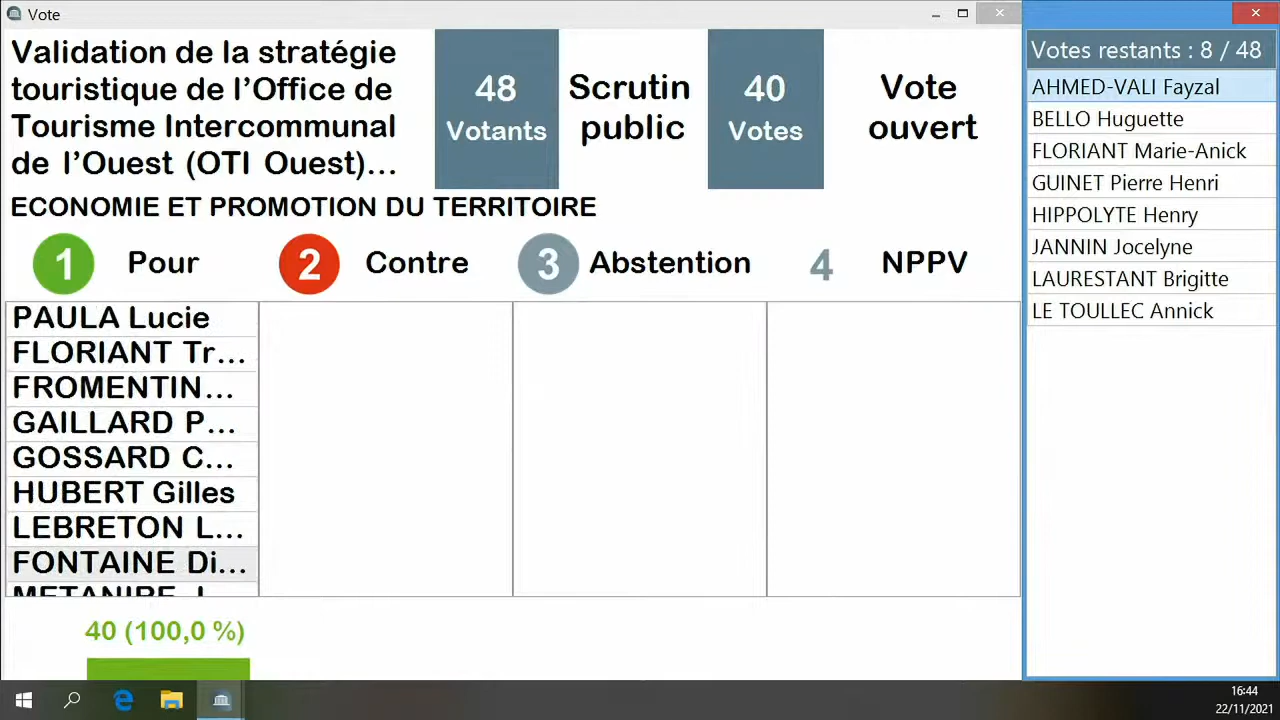 Vote
Validation de la stratégie
touristique de l’Office de
Tourisme Intercommunal
de l’Ouest (OTI Ouest)...
48
Votants
Scrutin
public
40
Votes
Vote
ouvert
ECONOMIE ET PROMOTION DU TERRITOIRE
1 Pour
2 Contre
3 Abstention
4 NPPV
PAULA Lucie
FLORIANT Tr...
FROMENTIN...
GAILLARD P...
GOSSARD C...
HUBERT Gilles
LEBRETON L...
FONTAINE Di...
40 (100,0 %)
Votes restants : 8 / 48
AHMED-VALI Fayzal
BELLO Huguette
FLORIANT Marie-Anick
GUINET Pierre Henri
HIPPOLYTE Henry
JANNIN Jocelyne
LAURESTANT Brigitte
LE TOULLEC Annick
16:44
22/11/2021